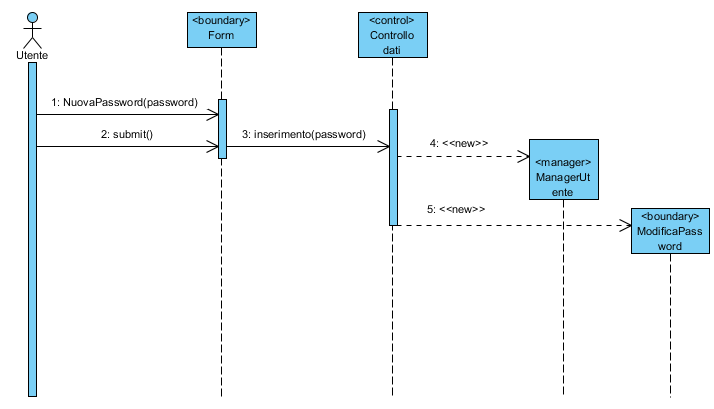 <boundary>
Form
<control>
Controllo
dati
Utente
1: NuovaPassword(password)
2: submit()
3: inserimento(password)
4: <<new>>
<manager>
ManagerUt
ente
5: <<new>>
<boundary>
ModificaPass
word